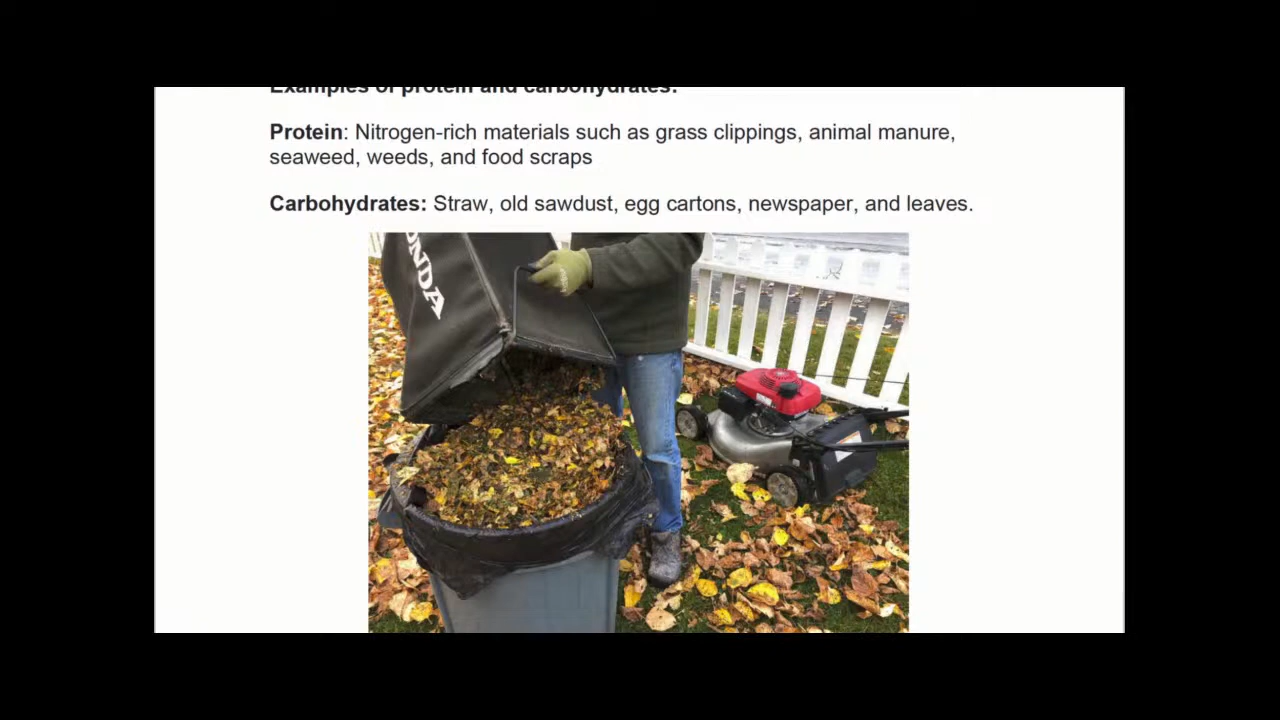 Examples of protein and carbohydrates:
Protein: Nitrogen-rich materials such as grass clippings, animal manure,
seaweed, weeds, and food scraps
Carbohydrates: Straw, old sawdust, egg cartons, newspaper, and leaves.
ONDA